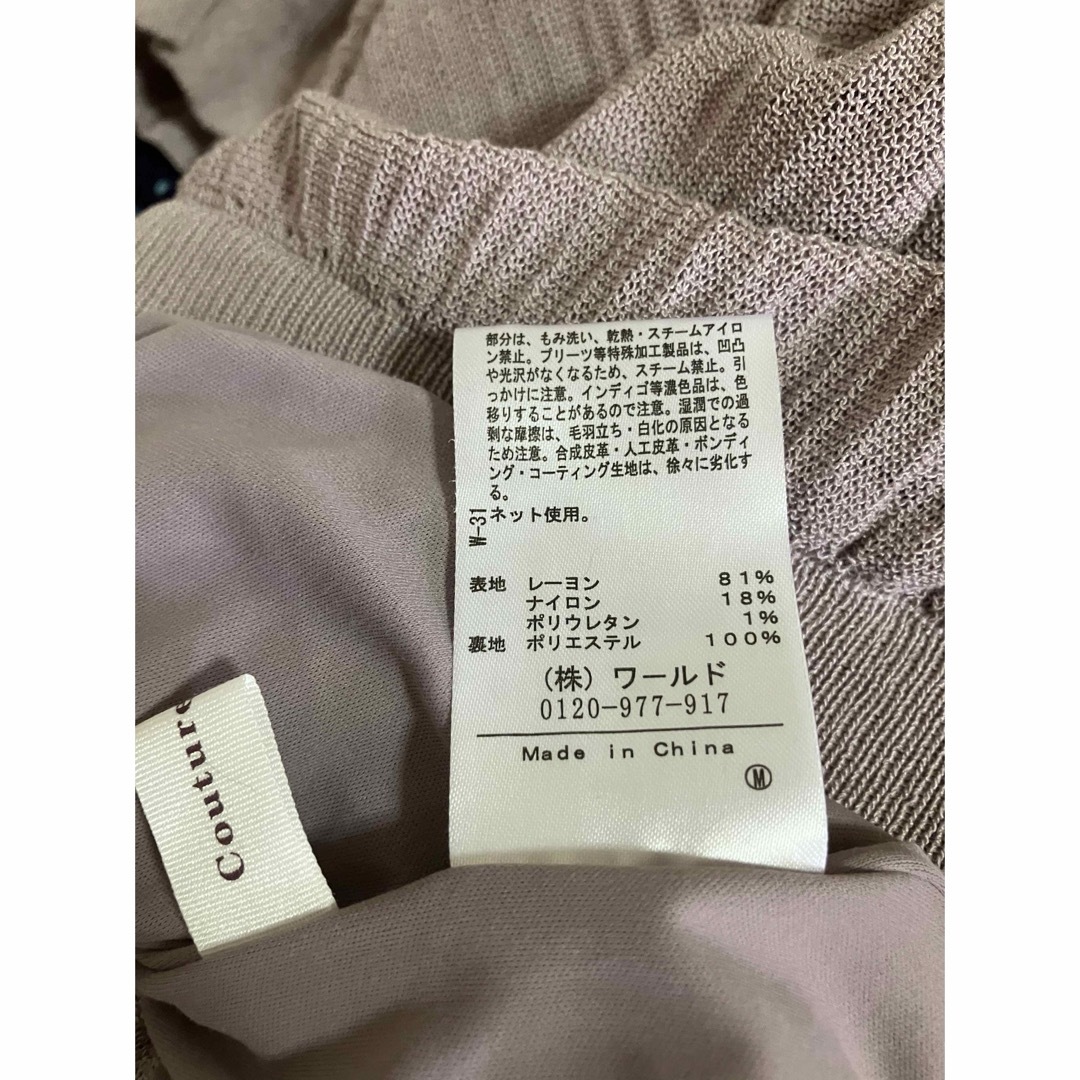 部分は、もみ洗い、乾熱・スチームアイロ
ン禁止。プリーツ等特殊加工製品は、凹凸
や光沢がなくなるため、スチーム禁止。引
っかけに注意。インディゴ等濃色品は、色
移りすることがあるので注意。湿潤での過
剰な摩擦は、毛羽立ち・白化の原因となる
ため注意。合成皮革・人工皮革・ボンディ
ング・コーティング生地は、徐々に劣化す
る。
ネット使用。
W-31
表地 レーヨン 81%
ナイロン 18%
ポリウレタン 1%
裏地 ポリエステル 100%
(株) ワールド
0120-977-917
Made in China
Ⓜ
Couture